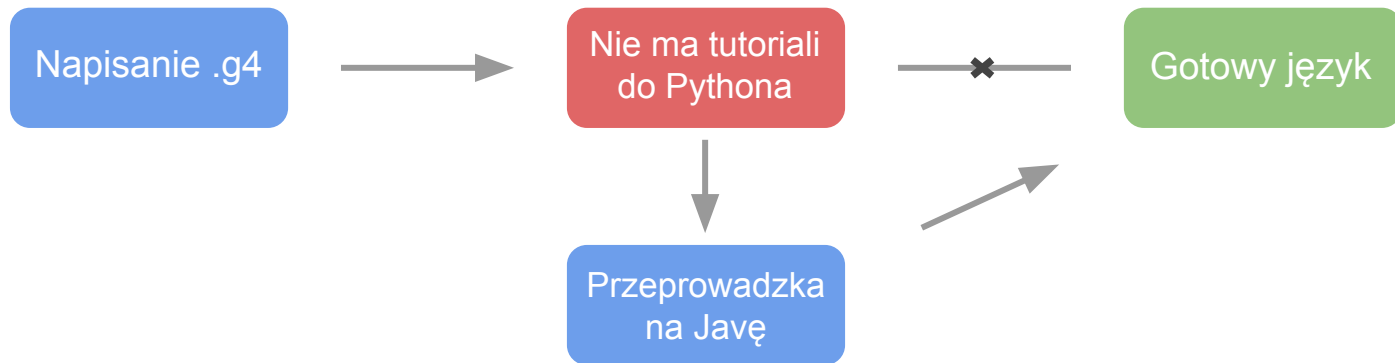 Napisanie .g4
Nie ma tutoriali
do Pythona
Gotowy język
Przeprowadzka
na Javę